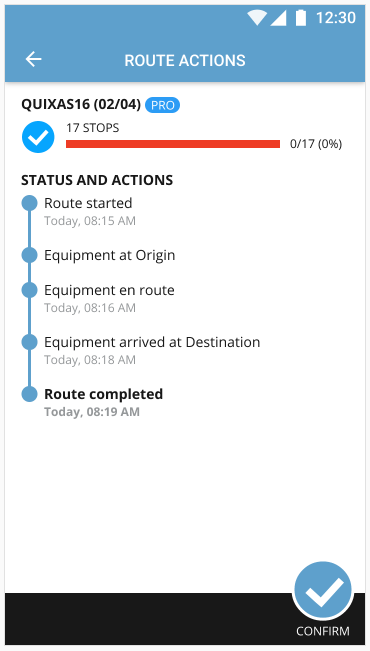 12:30
ROUTE ACTIONS
QUIXAS16 (02/04) PRO
17 STOPS
0/17 (0%)
STATUS AND ACTIONS
Route started
Today, 08:15 AM
Equipment at Origin
Equipment en route
Today, 08:16 AM
Equipment arrived at Destination
Today, 08:18 AM
Route completed
Today, 08:19 AM
CONFIRM